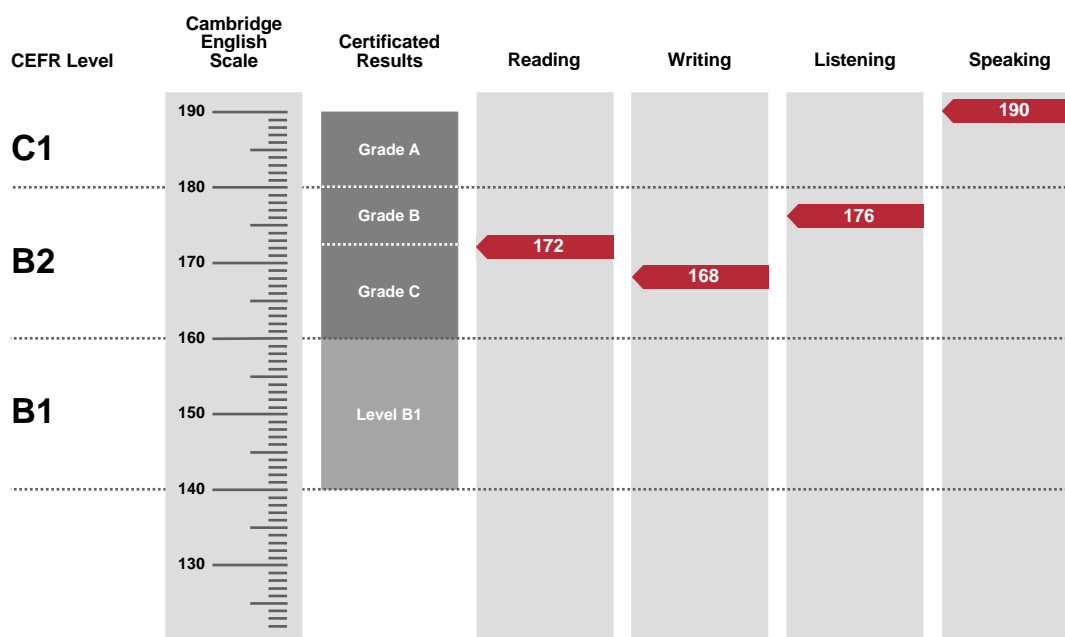 CEFR Level
Cambridge
English
Scale
Certificated
Results
Reading
Writing
Listening
Speaking
190
190
C1
Grade A
180
Grade B
176
172
B2
170
168
Grade C
160
B1
150
Level B1
140
130